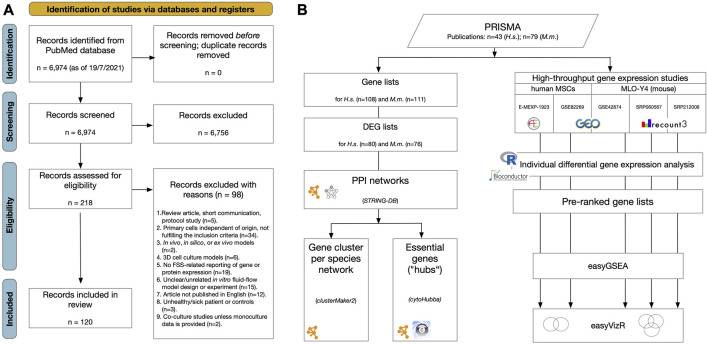 A
Identification of studies via databases and registers
Identification
Records identified from
PubMed database
n = 6,974 (as of 19/7/2021)
Records removed before
screening; duplicate records
removed
n = 0
Screening
Records screened
n = 6,974
Records excluded
n = 6,756
Eligibility
Records assessed for
eligibility
n = 218
Records excluded with
reasons (n = 98)
1.Review article, short communication,
protocol study (n=5).
2. Primary cells independent of origin, not
fulfilling the inclusion criteria (n=34).
3. In vivo, in silico, or ex vivo models
(n=2).
4. 3D cell culture models (n=6).
5. No FSS-related reporting of gene or
protein expression (n=19).
6. Unclear/unrelated in vitro fluid-flow
model design or experiment (n=15).
7. Article not published in English (n=12).
8. Unhealthy/sick patient or controls
(n=3).
9. Co-culture studies unless monoculture
data is provided (n=2).
Included
Records included in
review
n = 120
B
PRISMA
Publications: n=43 (H.s.); n=79 (M.m.)
Gene lists
for H.s. (n=108) and M.m. (n=111)
DEG lists
for H.s. (n=80) and M.m. (n=76)
PPI networks
(STRING-DB)
Gene cluster
per species
network
(clusterMaker2)
Essential
genes
("hubs")
(cytoHubba)
High-throughput gene expression studies
human MSCs
MLO-Y4 (mouse)
E-MEXP-1923
GSE82269
GSE42874
SRP560567
SRP212008
GEO
recount3
R
Bioconductor
Individual differential gene expression analysis
Pre-ranked gene lists
easyGSEA
easyVizR